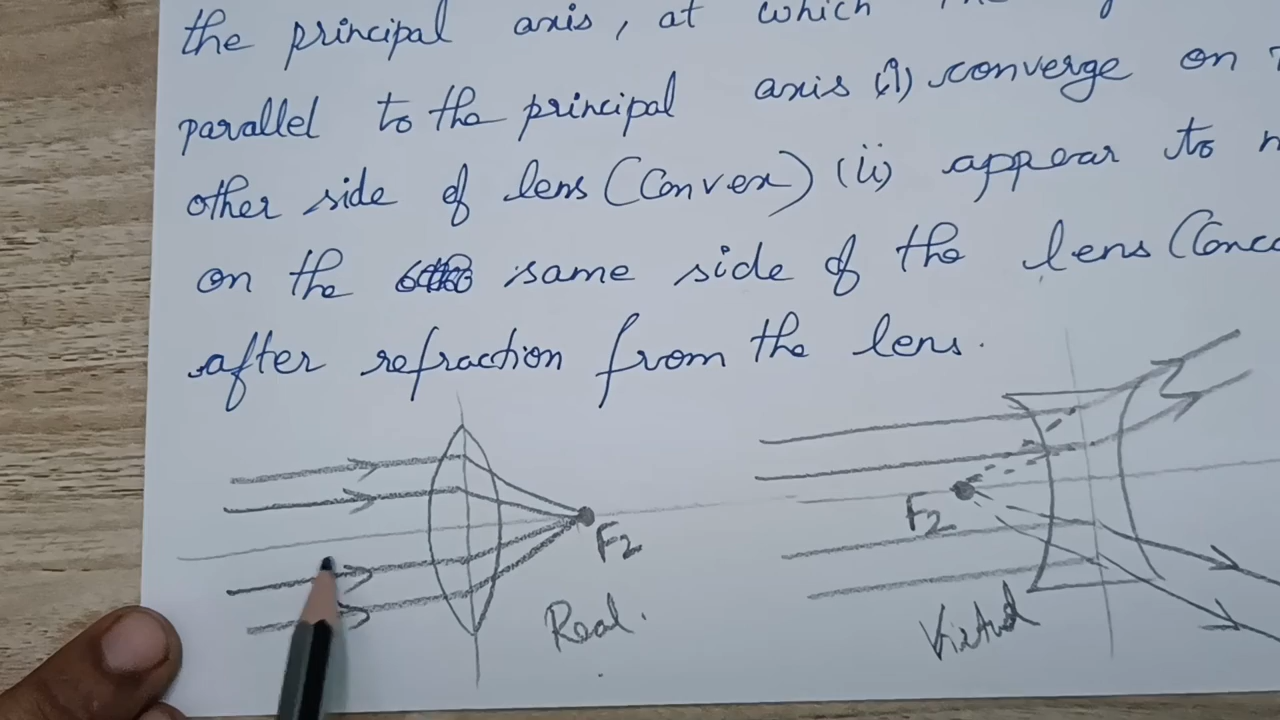 the principal axis, at which
parallel to the principal axis (i) converge on
other side of lens (Convex) (ii) appear to
on the same side of the lens (Conca
after refraction from the lens.
F2
Real.
F2
Virtual